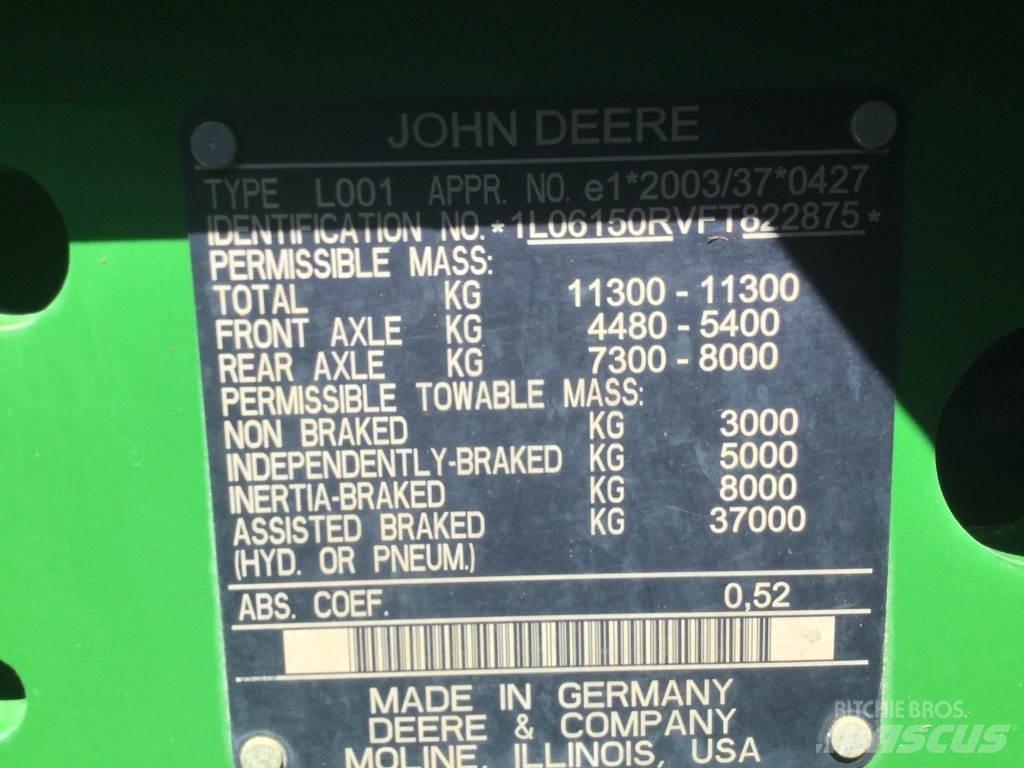 JOHN DEERE
TYPE L001 APPR. NO. e1*2003/37*0427
IDENTIFICATION NO. *1L06150RVFT822875*
PERMISSIBLE MASS:
TOTAL KG 11300 - 11300
FRONT AXLE KG 4480 - 5400
REAR AXLE KG 7300 - 8000
PERMISSIBLE TOWABLE MASS:
NON BRAKED KG 3000
INDEPENDENTLY-BRAKED KG 5000
INERTIA-BRAKED KG 8000
ASSISTED BRAKED KG 37000
(HYD. OR PNEUM.)
ABS. COEF. 0,52
MADE IN GERMANY
DEERE & COMPANY
MOLINE, ILLINOIS, USA
RITCHIE BROS.
MASCUS